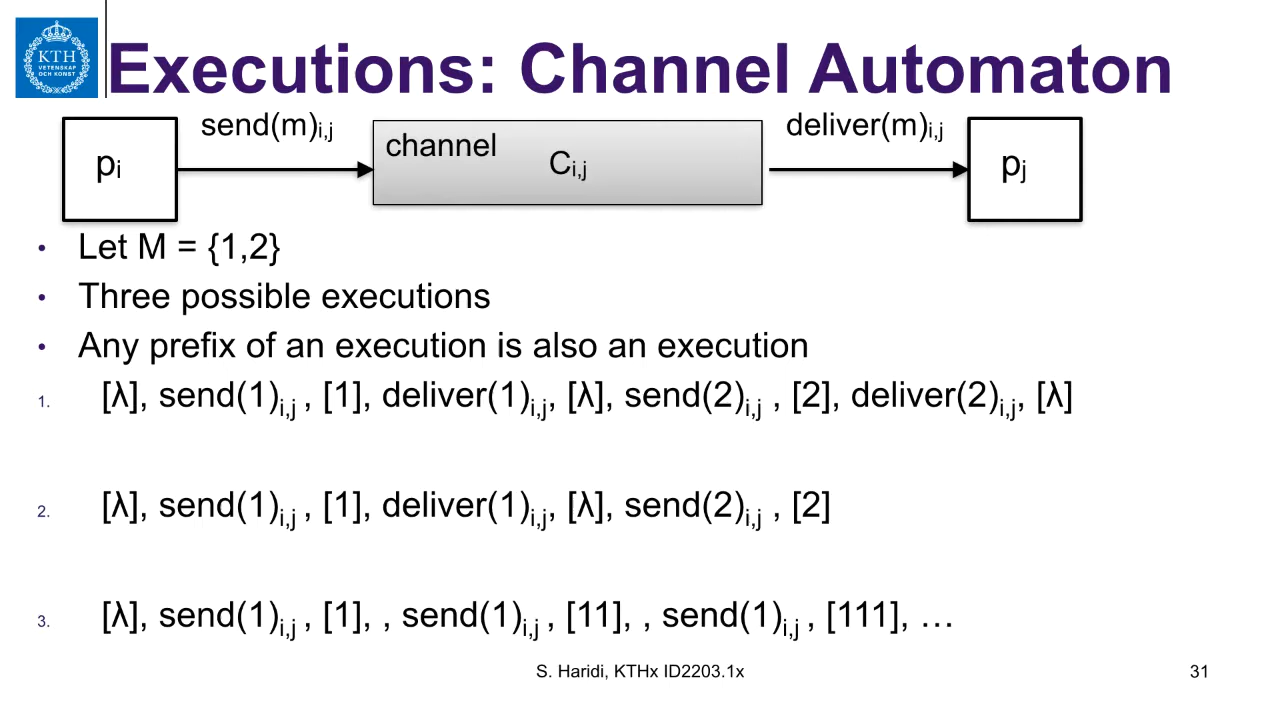 KTH
VETENSKAP
OCH KONST
Executions: Channel Automaton
send(m)i,j
deliver(m)i,j
pi
channel
Ci,j
pj
• Let M = {1,2}
• Three possible executions
• Any prefix of an execution is also an execution
1. [λ], send(1)i,j , [1], deliver(1)i,j, [λ], send(2)i,j , [2], deliver(2)i,j, [λ]
2. [λ], send(1)i,j , [1], deliver(1)i,j, [λ], send(2)i,j , [2]
3. [λ], send(1)i,j , [1], , send(1)i,j , [11], , send(1)i,j , [111], …
S. Haridi, KTHx ID2203.1x
31